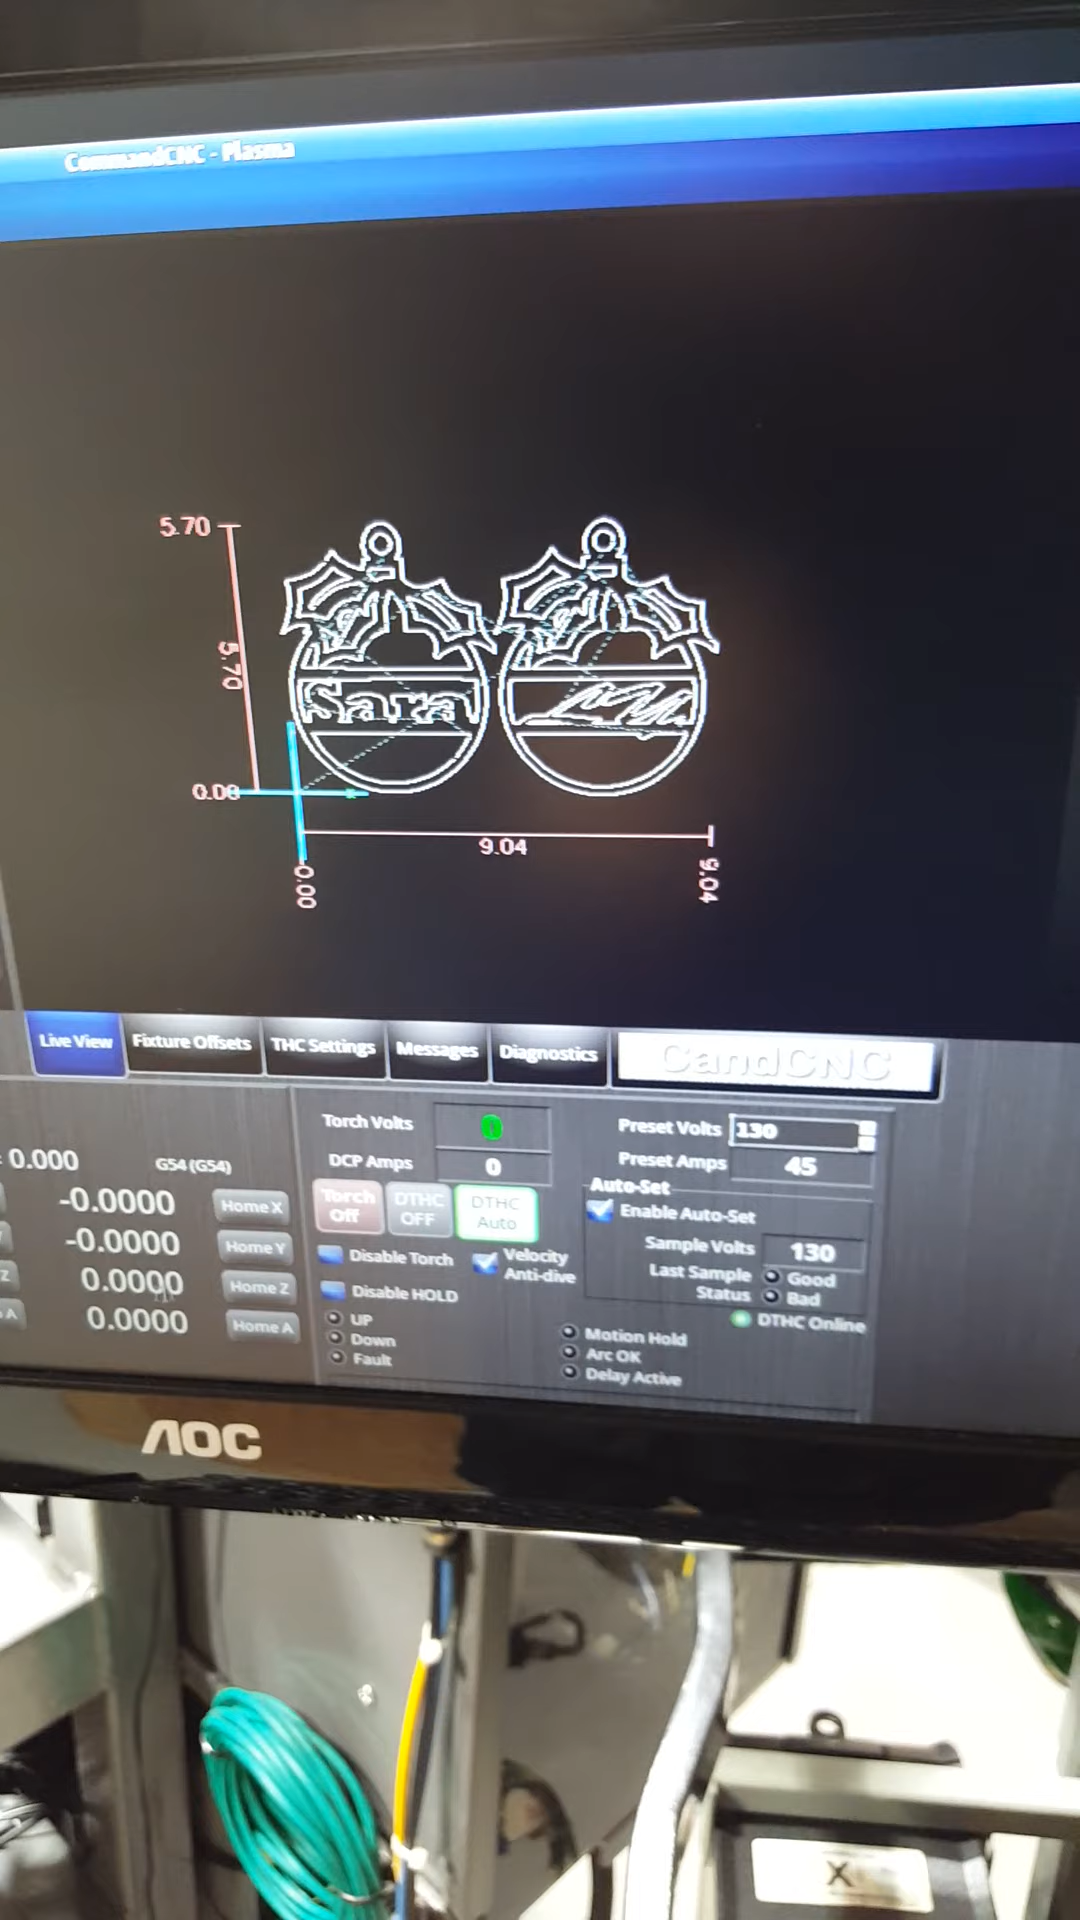 CommandCNC - Plasma
5.70
5.70
Sara
0.00
9.04
-0.00
9.04
Live View
Fixture Offsets
THC Settings
Messages
Diagnostics
CandCNC
Torch Volts
0
Preset Volts
130
: 0.000
G54 (G54)
DCP Amps
0
Preset Amps
45
Auto-Set
-0.0000
Home X
Torch Off
DTHC OFF
DTHC Auto
Enable Auto-Set
-0.0000
Home Y
Disable Torch
Velocity Anti-dive
Sample Volts
130
Z
0.0000
Home Z
Disable HOLD
Last Sample Status
Good
Bad
A
0.0000
Home A
UP
Down
Fault
DTHC Online
Motion Hold
Arc OK
Delay Active
AOC
X